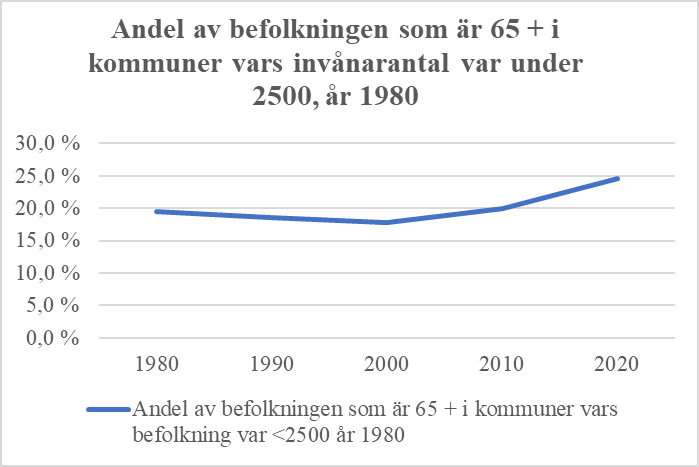 Andel av befolkningen som är 65 + i
kommuner vars invånarantal var under
2500, år 1980
30,0 %
25,0 %
20,0 %
15,0 %
10,0 %
5,0 %
0,0 %
1980 1990 2000 2010 2020
Andel av befolkningen som är 65 + i kommuner vars
befolkning var <2500 år 1980